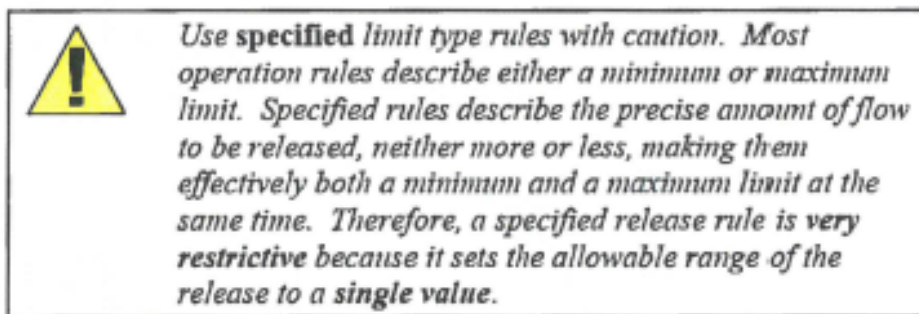 Use specified limit type rules with caution. Most
operation rules describe either a minimum or maximum
limit. Specified rules describe the precise amount of flow
to be released, neither more or less, making them
effectively both a minimum and a maximum limit at the
same time. Therefore, a specified release rule is very
restrictive because it sets the allowable range of the
release to a single value.